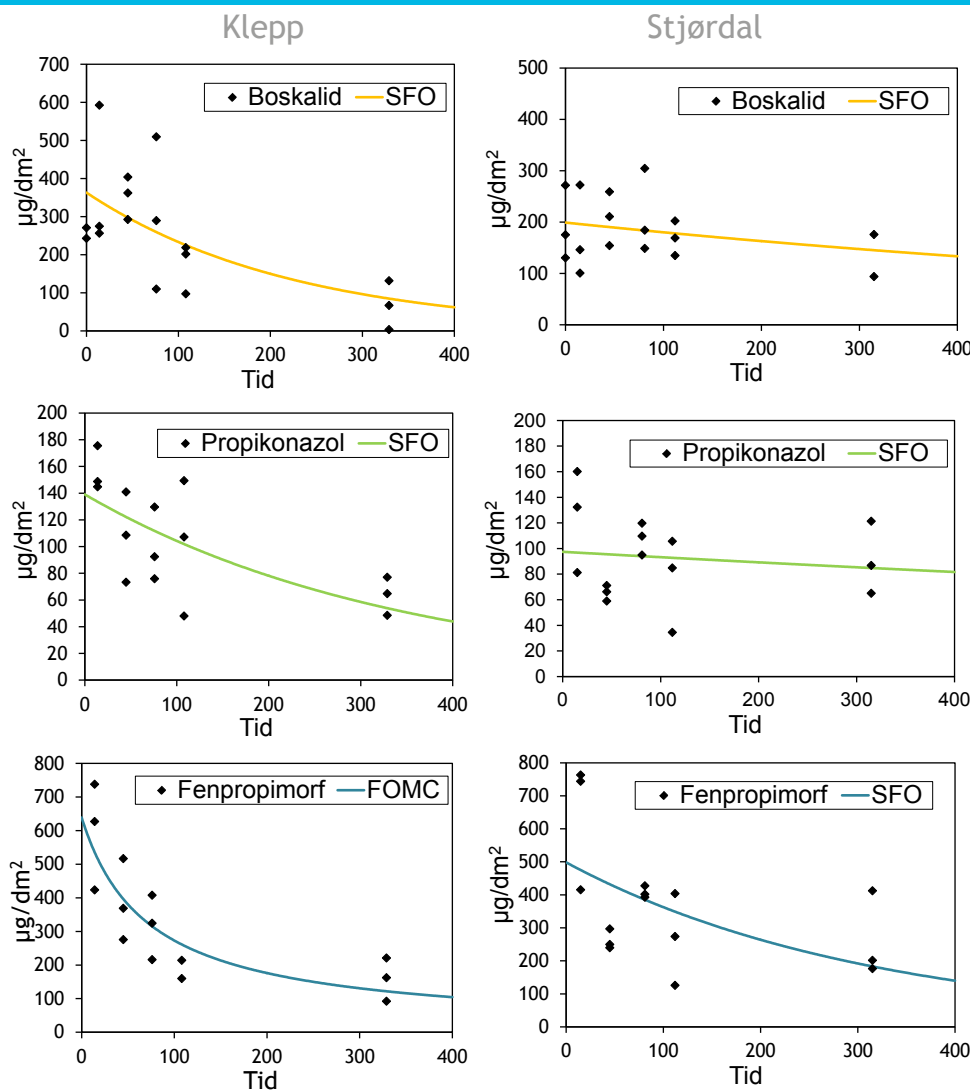 Klepp
Stjørdal
700
600
500
400
300
200
100
0
µg/dm²
Boskalid SFO
0 100 200 300 400
Tid
500
400
300
200
100
0
µg/dm²
Boskalid SFO
0 100 200 300 400
Tid
200
180
160
140
120
100
80
60
40
20
0
µg/dm²
Propikonazol SFO
0 100 200 300 400
Tid
200
180
160
140
120
100
80
60
40
20
0
µg/dm²
Propikonazol SFO
0 100 200 300 400
Tid
800
700
600
500
400
300
200
100
0
µg/dm²
Fenpropimorf FOMC
0 100 200 300 400
Tid
800
700
600
500
400
300
200
100
0
µg/dm²
Fenpropimorf SFO
0 100 200 300 400
Tid